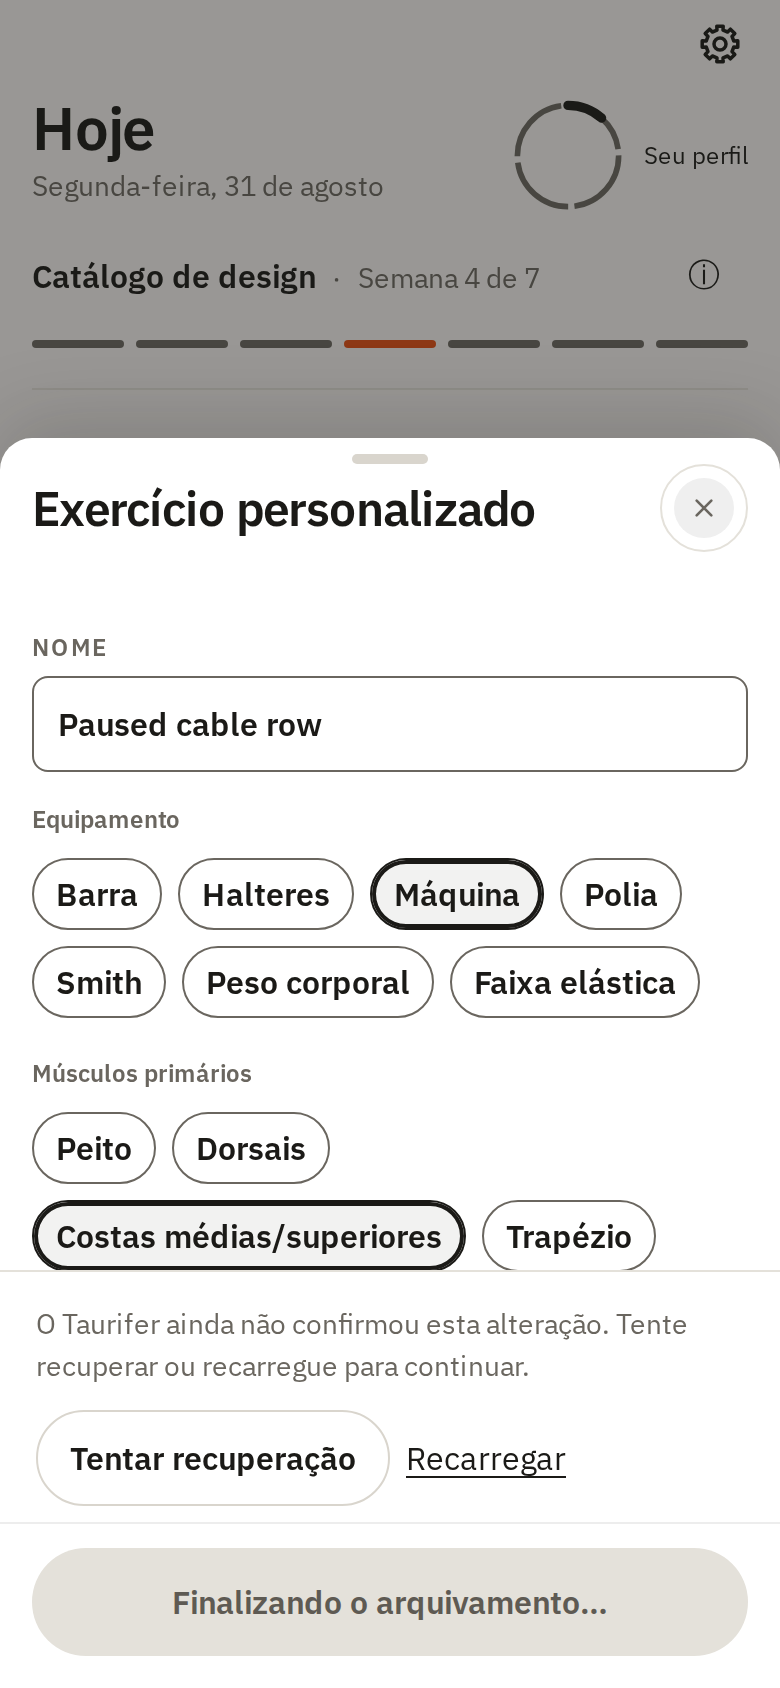 Hoje
Segunda-feira, 31 de agosto
Seu perfil
Catálogo de design · Semana 4 de 7
Exercício personalizado
NOME
Paused cable row
Equipamento
Barra Halteres Máquina Polia
Smith Peso corporal Faixa elástica
Músculos primários
Peito Dorsais
Costas médias/superiores Trapézio
O Taurifer ainda não confirmou esta alteração. Tente
recuperar ou recarregue para continuar.
Tentar recuperação Recarregar
Finalizando o arquivamento...